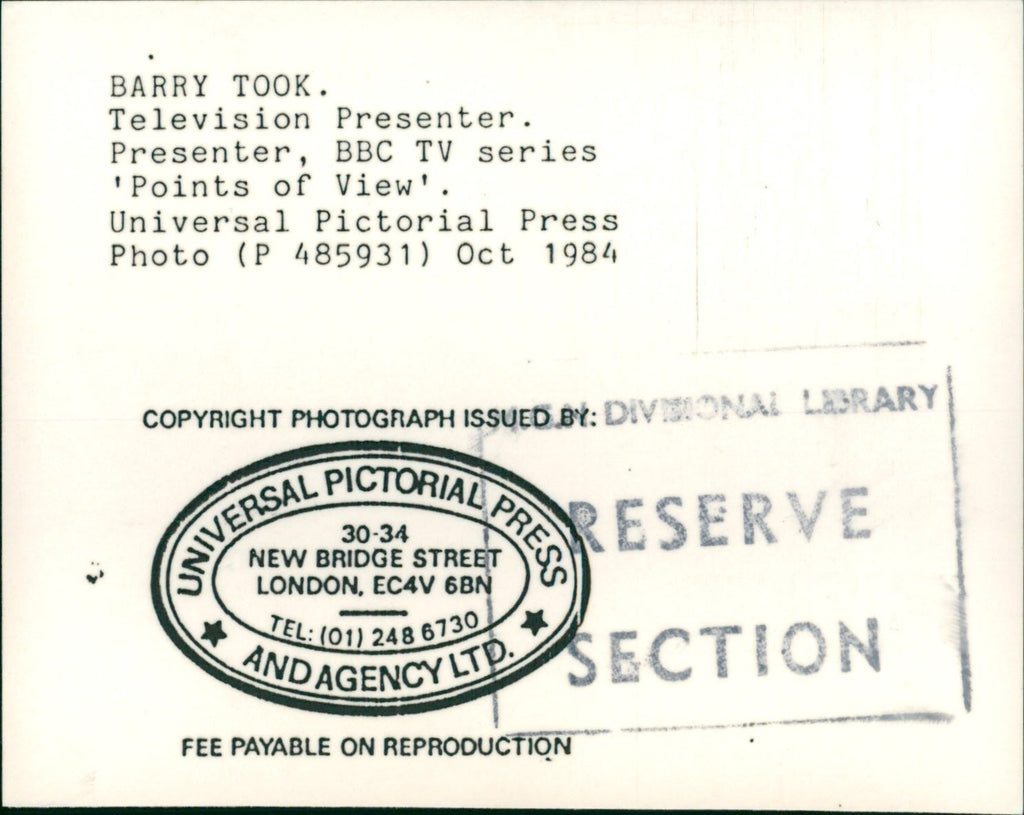 BARRY TOOK.
Television Presenter.
Presenter, BBC TV series
'Points of View'.
Universal Pictorial Press
Photo (P 485931) Oct 1984
COPYRIGHT PHOTOGRAPH ISSUED BY:
UNIVERSAL PICTORIAL PRESS
30-34
NEW BRIDGE STREET
LONDON, EC4V 6BN
TEL: (01) 248 6730
AND AGENCY LTD.
FEE PAYABLE ON REPRODUCTION
DIVISIONAL LIBRARY
RESERVE
SECTION